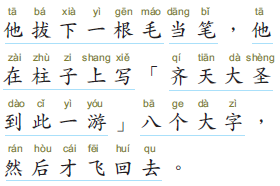 tā bá xià yì gēn máo dāng bǐ tā
他拔下一根毛当笔，他
zài zhù zi shang xiě qí tiān dà shèng
在柱子上写「齐天大圣
dào cǐ yì yóu bā ge dà zì
到此一游」八个大字，
rán hòu cái fēi huí qu
然后才飞回去。